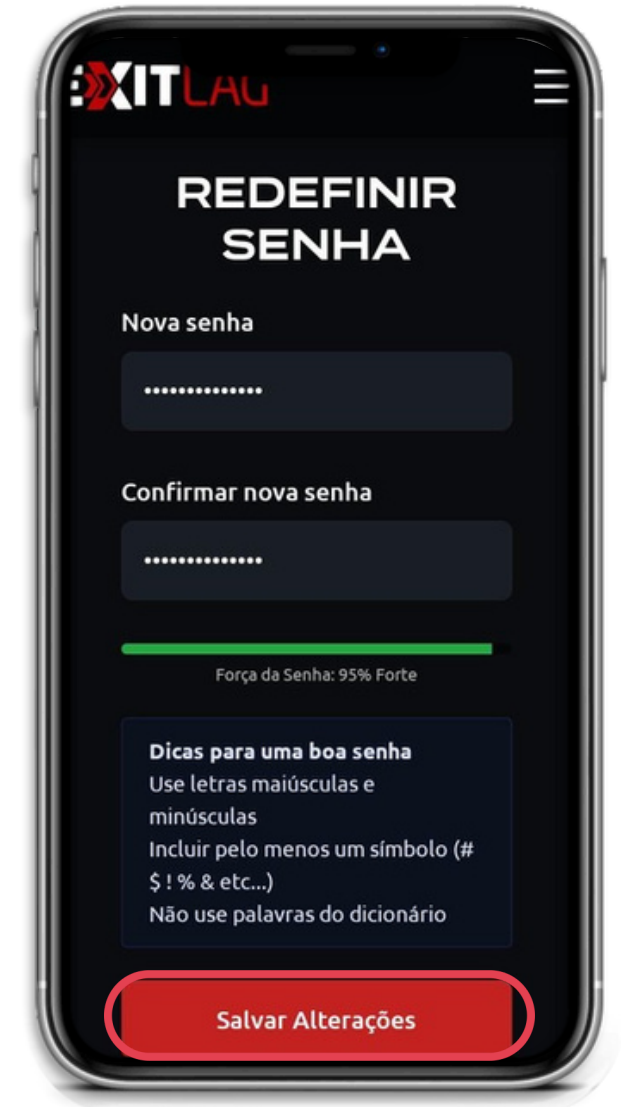 EXITLAG
REDEFINIR
SENHA
Nova senha
••••••••••••••
Confirmar nova senha
••••••••••••••
Força da Senha: 95% Forte
Dicas para uma boa senha
Use letras maiúsculas e
minúsculas
Incluir pelo menos um símbolo (#
$ ! % & etc...)
Não use palavras do dicionário
Salvar Alterações